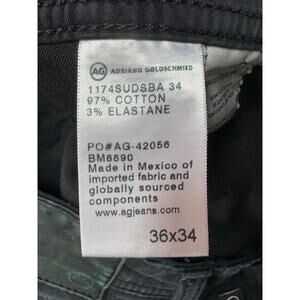 AG ADRIANO GOLDSCHMIED
1174SUDSBA 34
97% COTTON
3% ELASTANE
PO#AG-42056
BM8890
Made in Mexico of
imported fabric and
globally sourced
components
www.agjeans.com
36x34